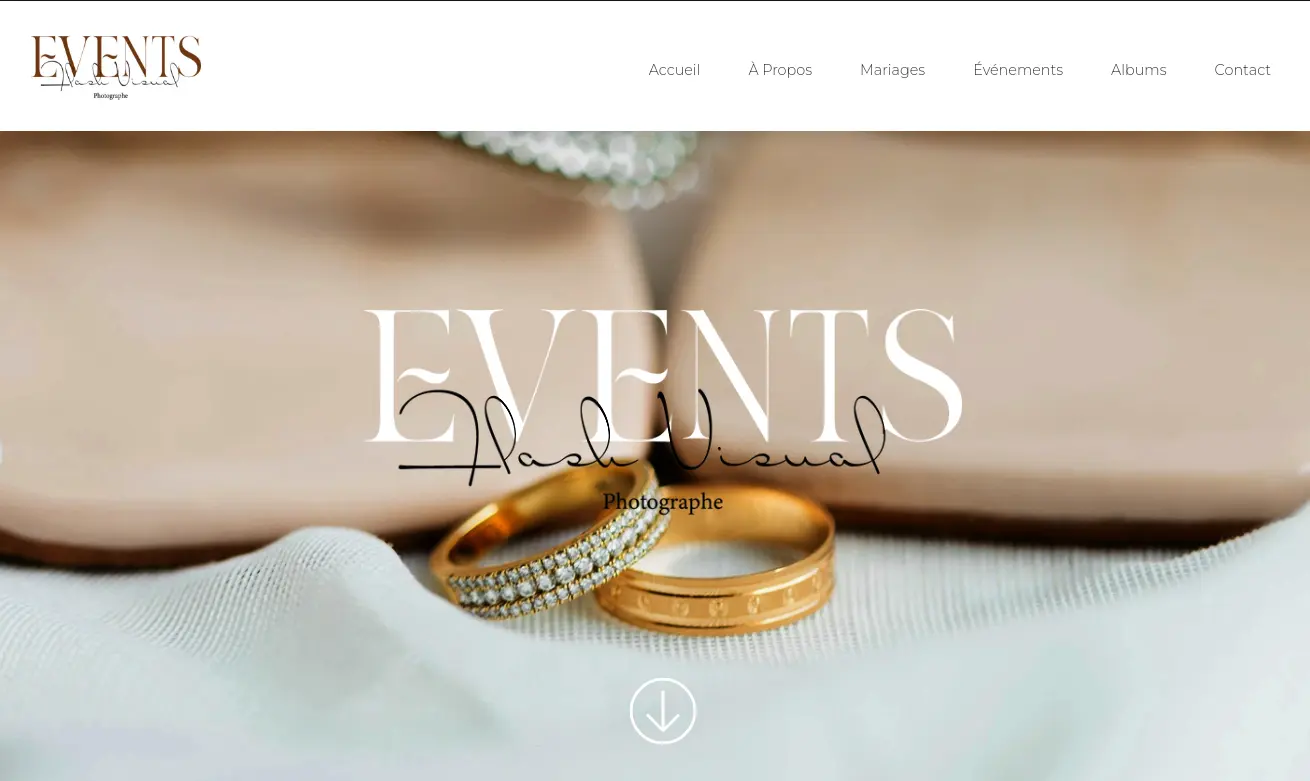 EVENTS
Flash Visual
Photographe
Accueil
À Propos
Mariages
Événements
Albums
Contact
EVENTS
Flash Visual
Photographe